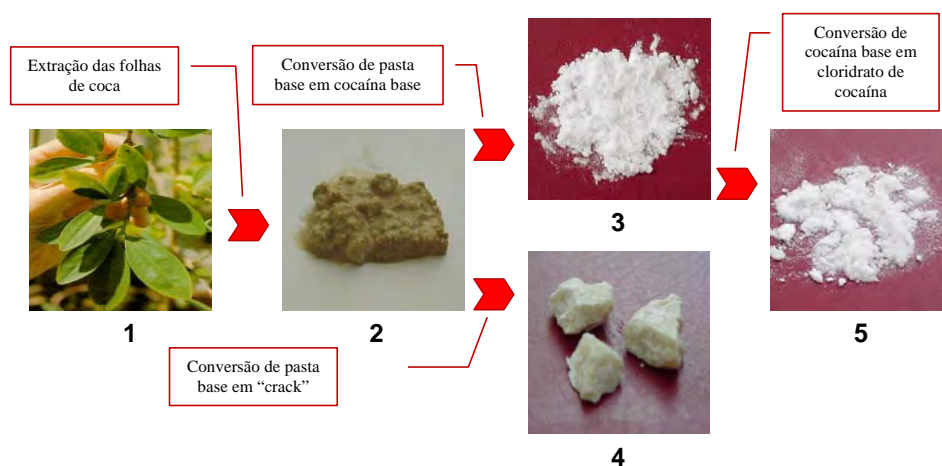 Extração das folhas
de coca
Conversão de pasta
base em cocaína base
Conversão de
cocaína base em
cloridrato de
cocaína
1
2
3
5
Conversão de pasta
base em “crack”
4